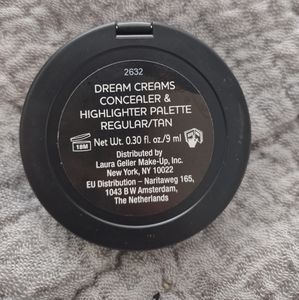 2632
DREAM CREAMS
CONCEALER &
HIGHLIGHTER PALETTE
REGULAR/TAN
18M Net Wt. 0.30 fl. oz/9 ml
Distributed by
Laura Geller Make-Up, Inc.
New York, NY 10022
EU Distribution – Naritaweg 165,
1043 BW Amsterdam,
The Netherlands